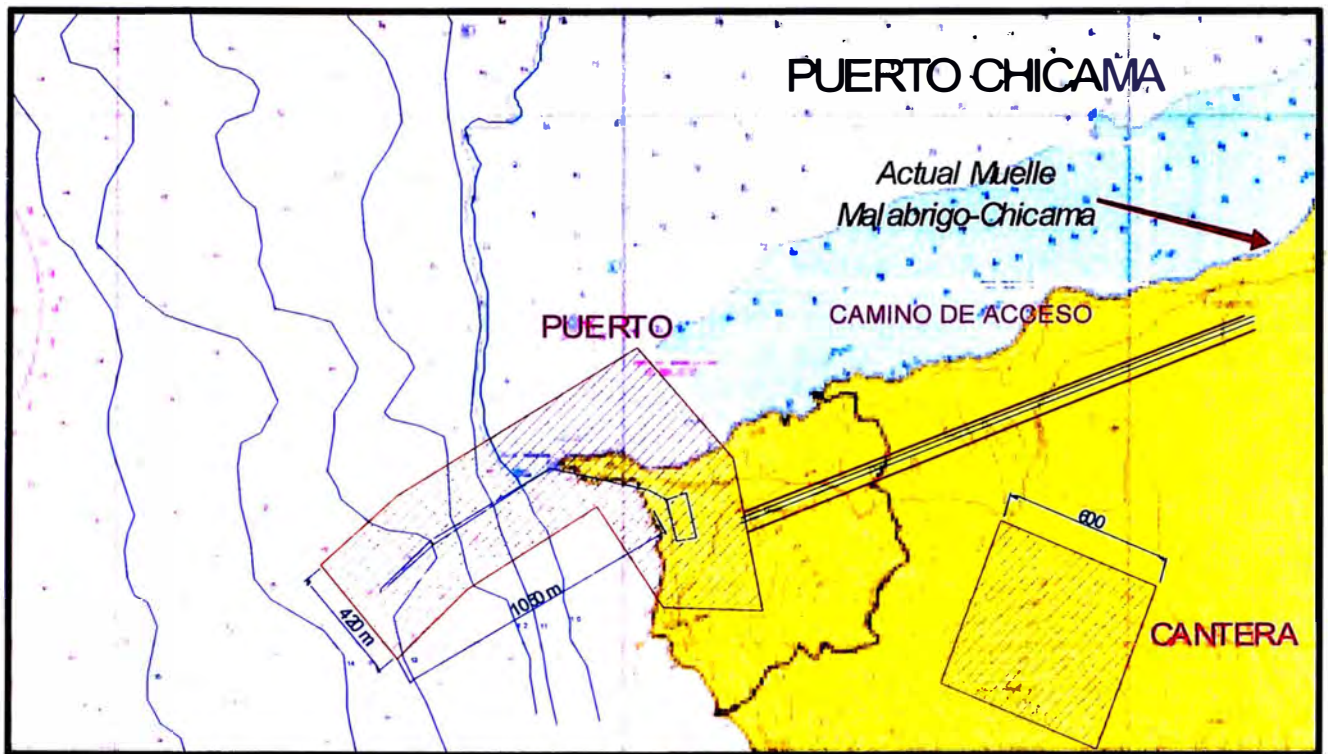 PUERTO CHICAMA
Actual Muelle
Malabrigo-Chicama
CAMINO DE ACCESO
PUERTO
600
1050 m
420 m
CANTERA